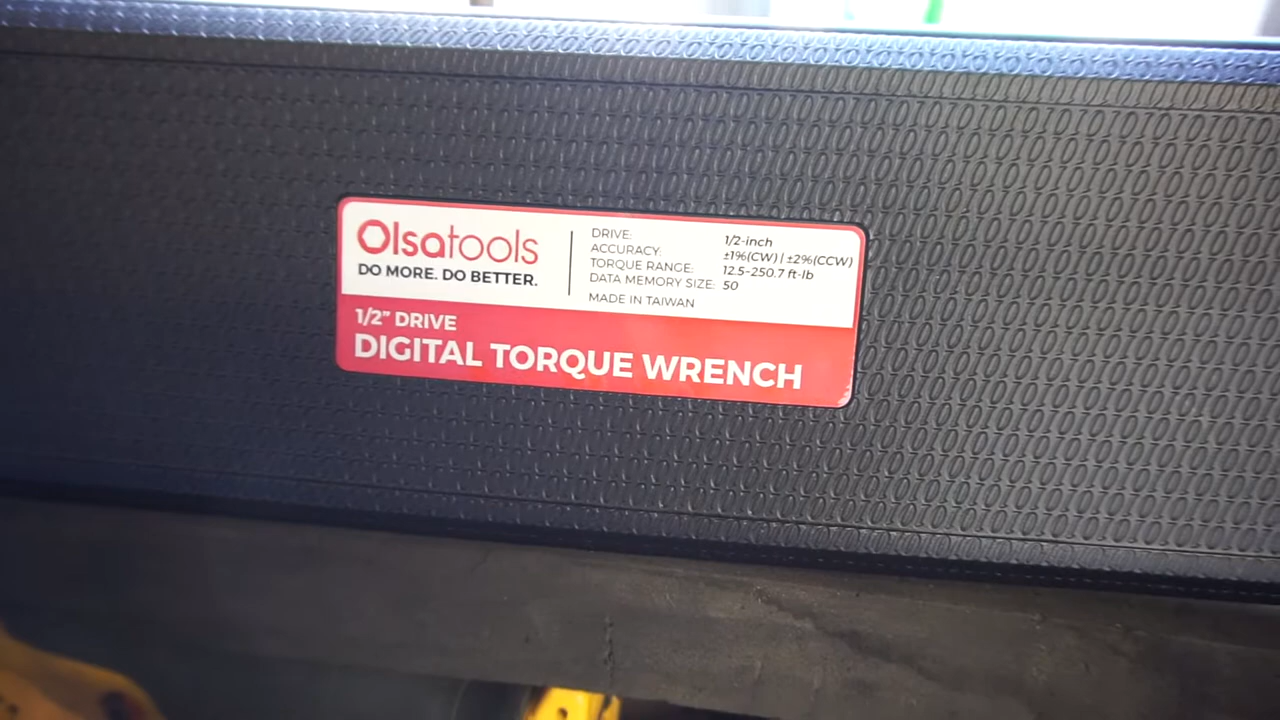 Olsatools
DO MORE. DO BETTER.
DRIVE: 1/2-inch
ACCURACY: ±1%(CW) | ±2%(CCW)
TORQUE RANGE: 12.5-250.7 ft-lb
DATA MEMORY SIZE: 50
MADE IN TAIWAN
1/2" DRIVE
DIGITAL TORQUE WRENCH